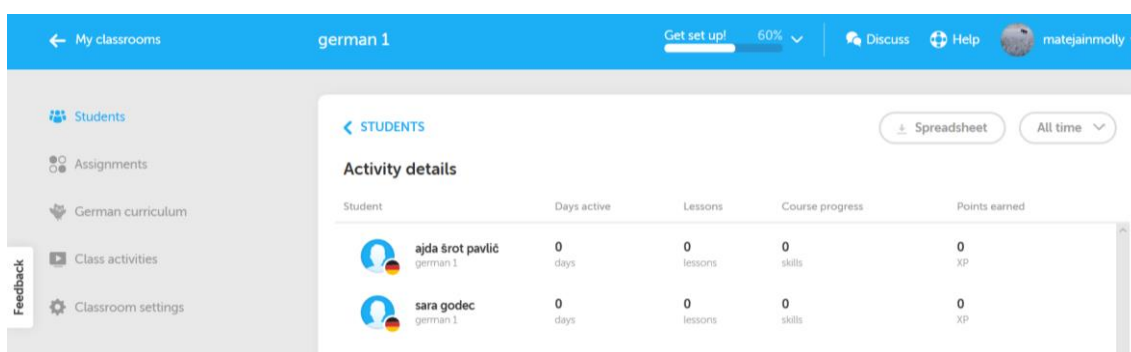 My classrooms german 1 Get set up! 60% Discuss Help matejainmolly
Students
Assignments
German curriculum
Class activities
Classroom settings
Feedback
STUDENTS Spreadsheet All time
Activity details
Student Days active Lessons Course progress Points earned
ajda šrot pavlič 0 0 0 0
german 1 days lessons skills XP
sara godec 0 0 0 0
german 1 days lessons skills XP